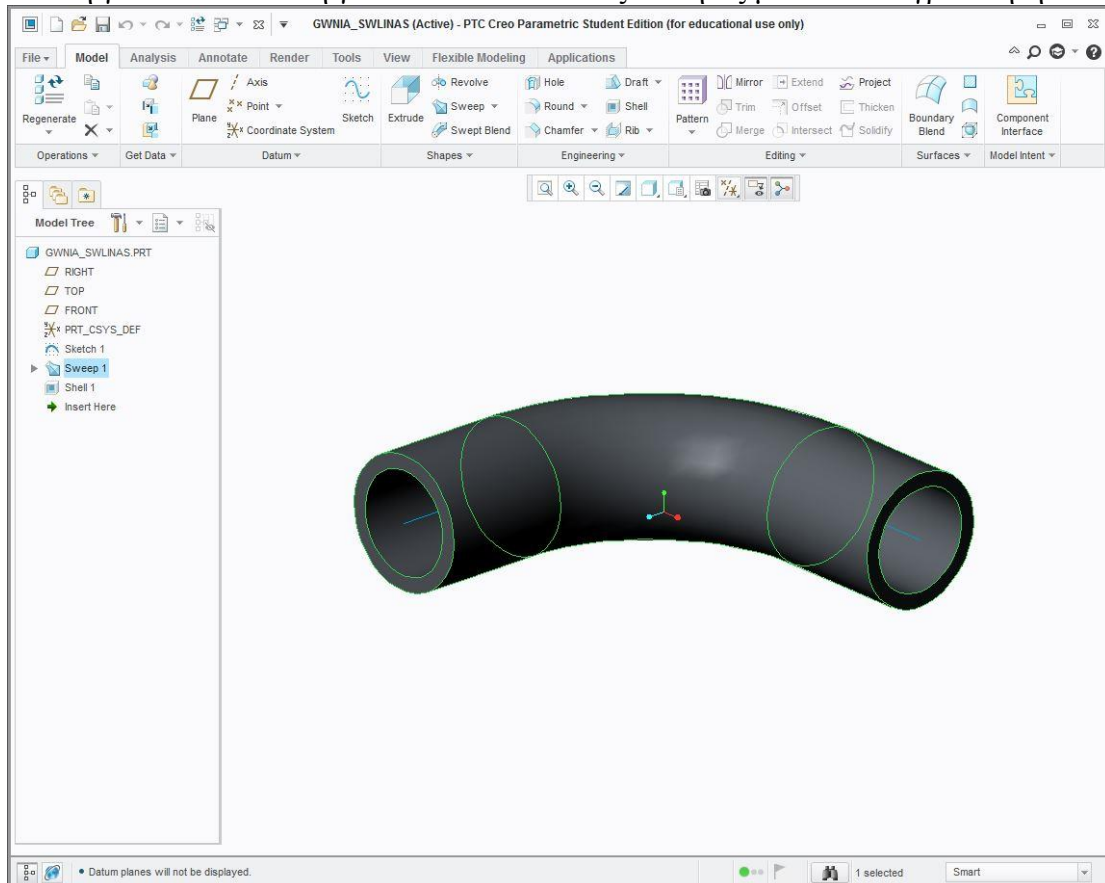 GWNIA_SWLINAS (Active) - PTC Creo Parametric Student Edition (for educational use only)
File Model Analysis Annotate Render Tools View Flexible Modeling Applications
Regenerate
Plane
Axis
Point
Coordinate System
Sketch
Extrude
Revolve
Sweep
Swept Blend
Hole
Round
Chamfer
Draft
Shell
Rib
Pattern
Mirror Extend Project
Trim Offset Thicken
Merge Intersect Solidify
Boundary
Blend
Component
Interface
Operations Get Data Datum Shapes Engineering Editing Surfaces Model Intent
Model Tree
GWNIA_SWLINAS.PRT
RIGHT
TOP
FRONT
PRT_CSYS_DEF
Sketch 1
Sweep 1
Shell 1
Insert Here
• Datum planes will not be displayed.
1 selected
Smart